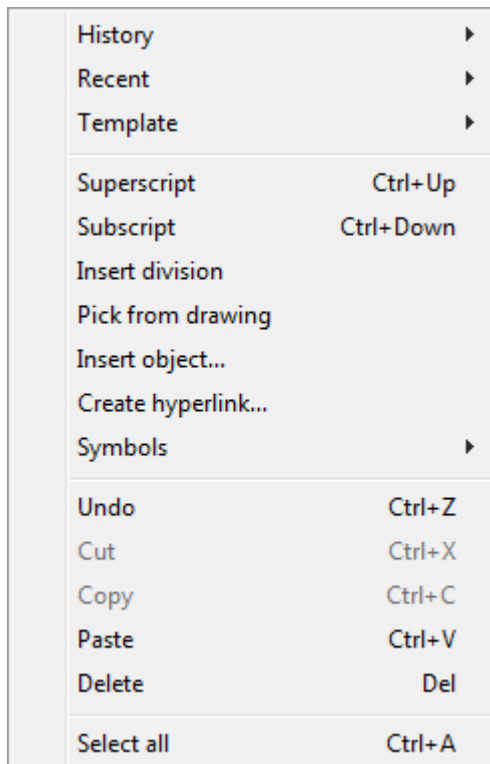 History
Recent
Template
Superscript Ctrl+Up
Subscript Ctrl+Down
Insert division
Pick from drawing
Insert object...
Create hyperlink...
Symbols
Undo Ctrl+Z
Cut Ctrl+X
Copy Ctrl+C
Paste Ctrl+V
Delete Del
Select all Ctrl+A